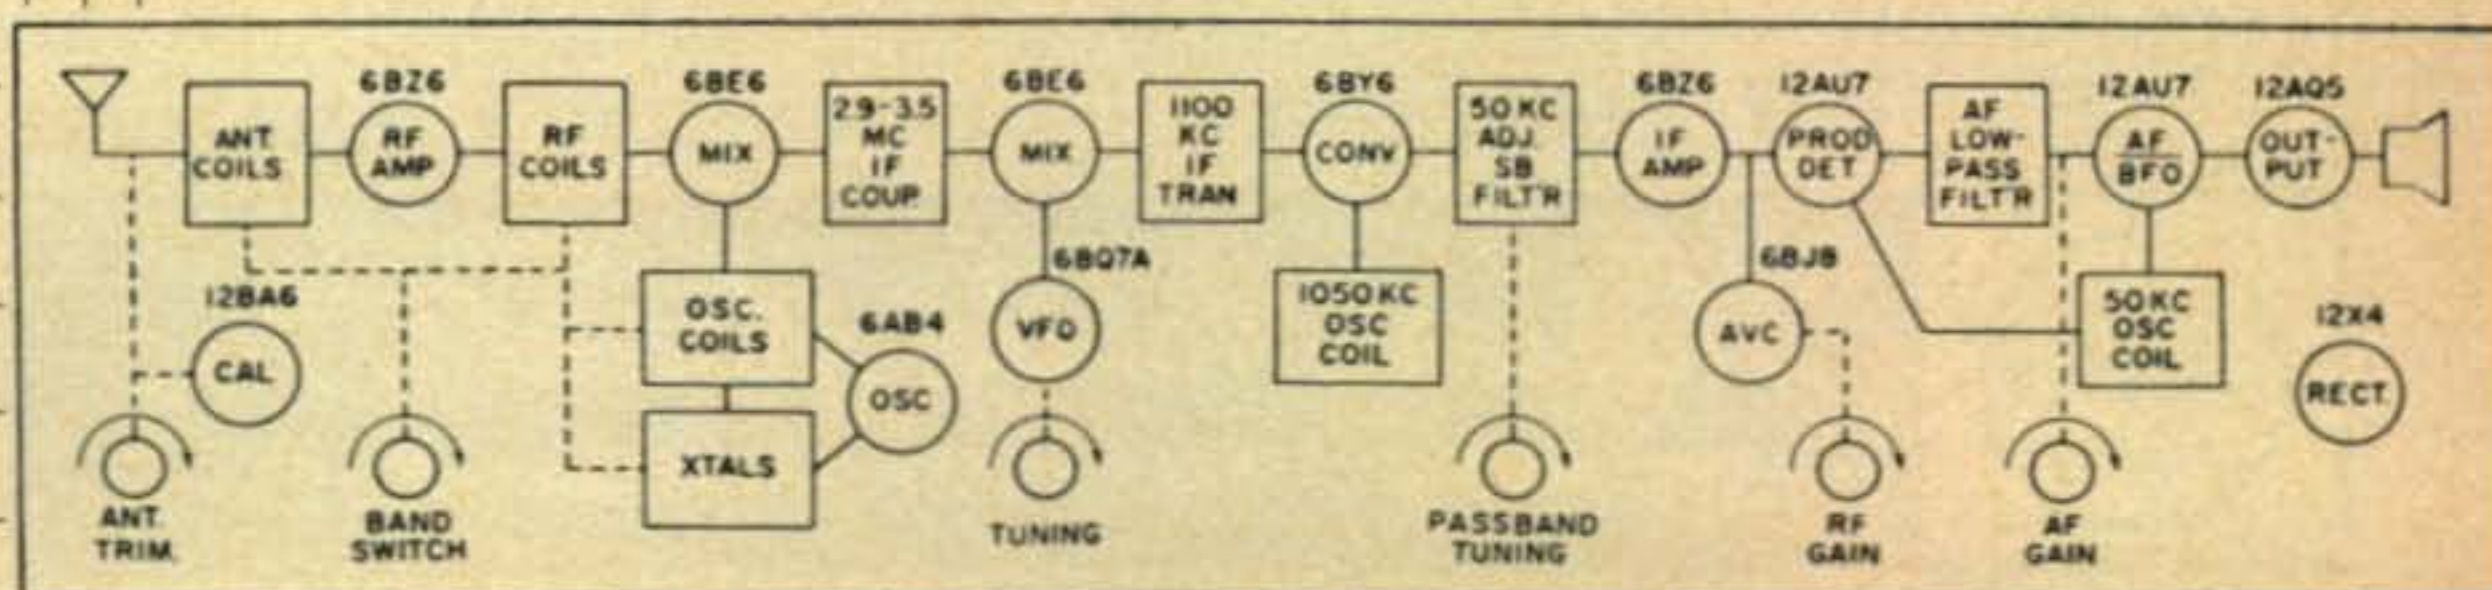 6BZ6
6BE6
6BE6
6BY6
6BZ6
12AU7
12AU7
12AQ5
ANT.
COILS
RF
AMP
RF
COILS
MIX
2.9-3.5
MC
IF
COUP.
MIX
1100
KC
IF
TRAN
CONV
50 KC
ADJ.
SB
FILT'R
IF
AMP
PROD
DET
AF
LOW-
PASS
FILT'R
AF
BFO
OUT-
PUT
12BA6
CAL
OSC.
COILS
6AB4
OSC
XTALS
6BQ7A
VFO
1050 KC
OSC
COIL
6BJ8
AVC
50 KC
OSC
COIL
12X4
RECT.
ANT.
TRIM.
BAND
SWITCH
TUNING
PASSBAND
TUNING
RF
GAIN
AF
GAIN